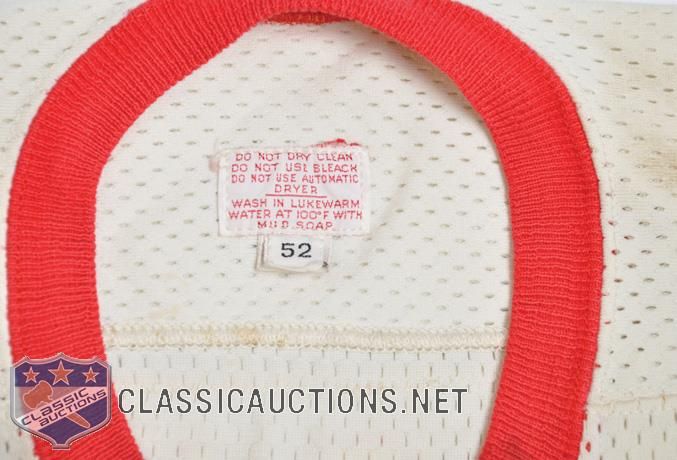 DO NOT DRY CLEAN
DO NOT USE BLEACH
DO NOT USE AUTOMATIC
DRYER
WASH IN LUKEWARM
WATER AT 100°F WITH
MILD SOAP
52
CLASSIC
AUCTIONS
CLASSICAUCTIONS.NET